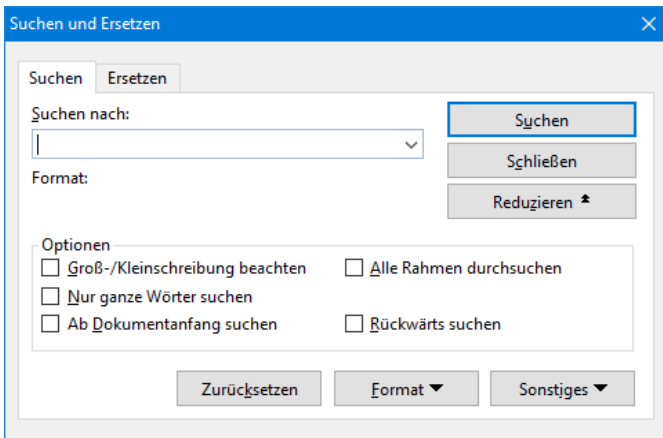 Suchen und Ersetzen
Suchen Ersetzen
Suchen nach:
Suchen
Schließen
Format:
Reduzieren
Optionen
Groß-/Kleinschreibung beachten Alle Rahmen durchsuchen
Nur ganze Wörter suchen
Ab Dokumentanfang suchen Rückwärts suchen
Zurücksetzen Format Sonstiges